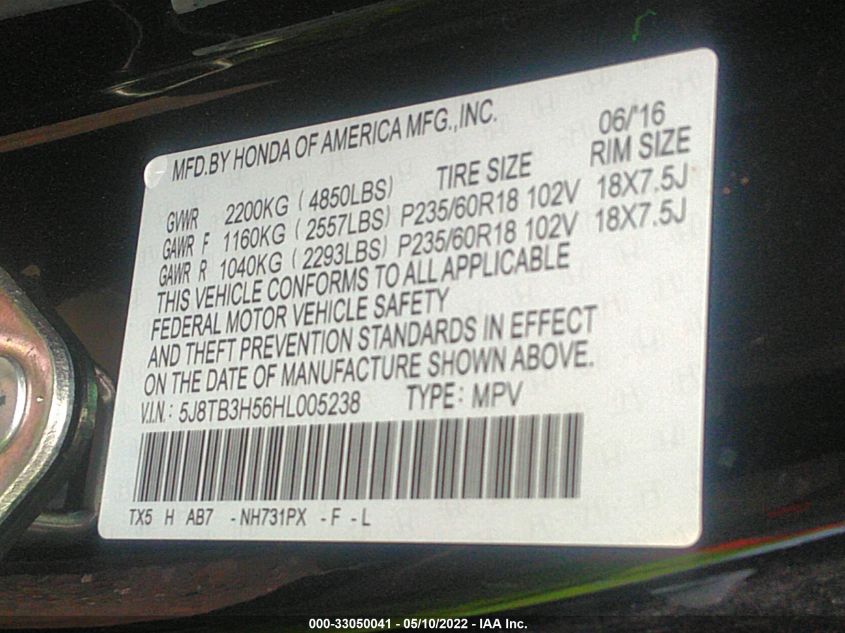 MFD.BY HONDA OF AMERICA MFG.,INC. 06/'16
GVWR 2200KG ( 4850LBS) TIRE SIZE RIM SIZE
GAWR F 1160KG ( 2557LBS) P235/60R18 102V 18X7.5J
GAWR R 1040KG ( 2293LBS) P235/60R18 102V 18X7.5J
THIS VEHICLE CONFORMS TO ALL APPLICABLE
FEDERAL MOTOR VEHICLE SAFETY
AND THEFT PREVENTION STANDARDS IN EFFECT
ON THE DATE OF MANUFACTURE SHOWN ABOVE.
V.I.N.: 5J8TB3H56HL005238 TYPE: MPV
TX5 H AB7 -NH731PX - F - L
000-33050041 - 05/10/2022 - IAA Inc.